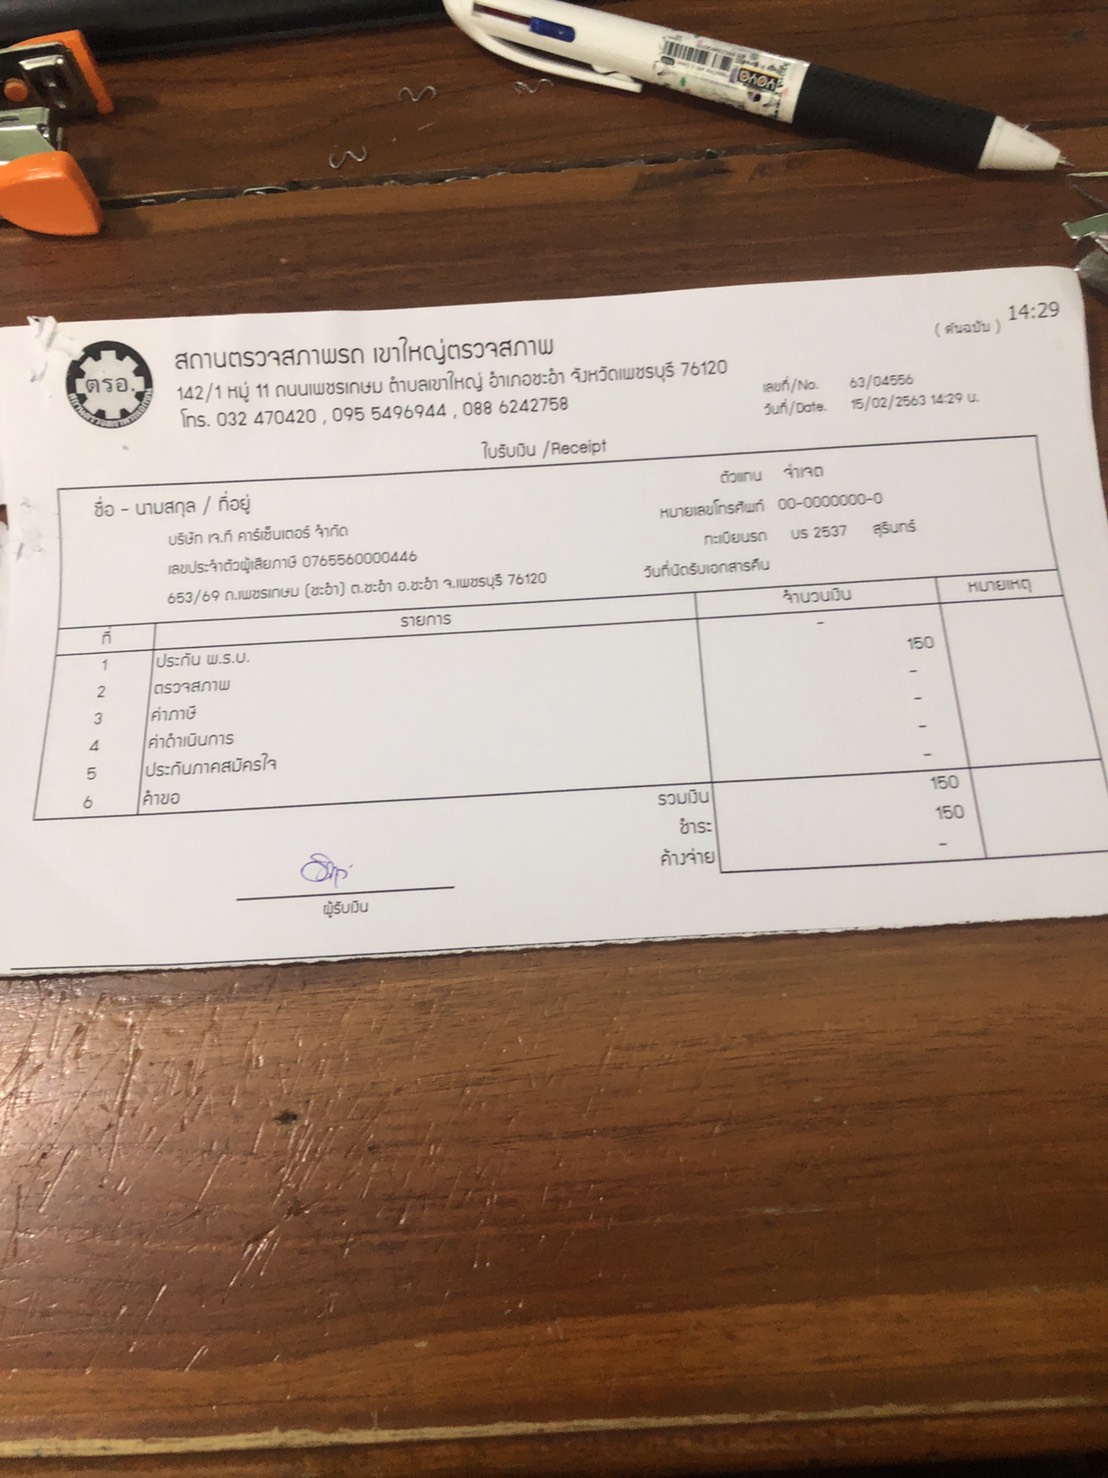 14:29
( ต้นฉบับ )
ตรอ.
สถานตรวจสภาพรถ เขาใหญ่ตรวจสภาพ
142/1 หมู่ 11 ถนนเพชรเกษม ตำบลเขาใหญ่ อำเภอชะอำ จังหวัดเพชรบุรี 76120
โทร. 032 470420 , 095 5496944 , 088 6242758
เลขที่/No. 63/04556
วันที่/Date. 15/02/2563 14:29 น.
ใบรับเงิน /Receipt
ชื่อ - นามสกุล / ที่อยู่
บริษัท เจ.ที คาร์เซ็นเตอร์ จำกัด
เลขประจำตัวผู้เสียภาษี 0765560000446
653/69 ถ.เพชรเกษม (ชะอำ) ต.ชะอำ อ.ชะอำ จ.เพชรบุรี 76120
ตัวแทน จ่าเจต
หมายเลขโทรศัพท์ 00-0000000-0
ทะเบียนรถ บร 2537 สุรินทร์
วันที่นัดรับเอกสารคืน
ที่ รายการ จำนวนเงิน หมายเหตุ
1 ประกัน พ.ร.บ. -
2 ตรวจสภาพ 150
3 ค่าภาษี -
4 ค่าดำเนินการ -
5 ประกันภาคสมัครใจ -
6 คำขอ -
รวมเงิน 150
ชำระ 150
ค้างจ่าย -
ผู้รับเงิน